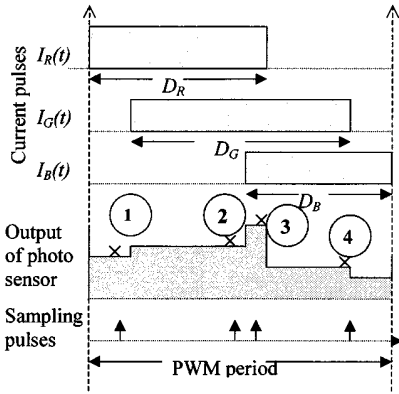 Current pulses
I_R(t)
D_R
I_G(t)
D_G
I_B(t)
D_B
1
2
3
4
Output
of photo
sensor
Sampling
pulses
PWM period